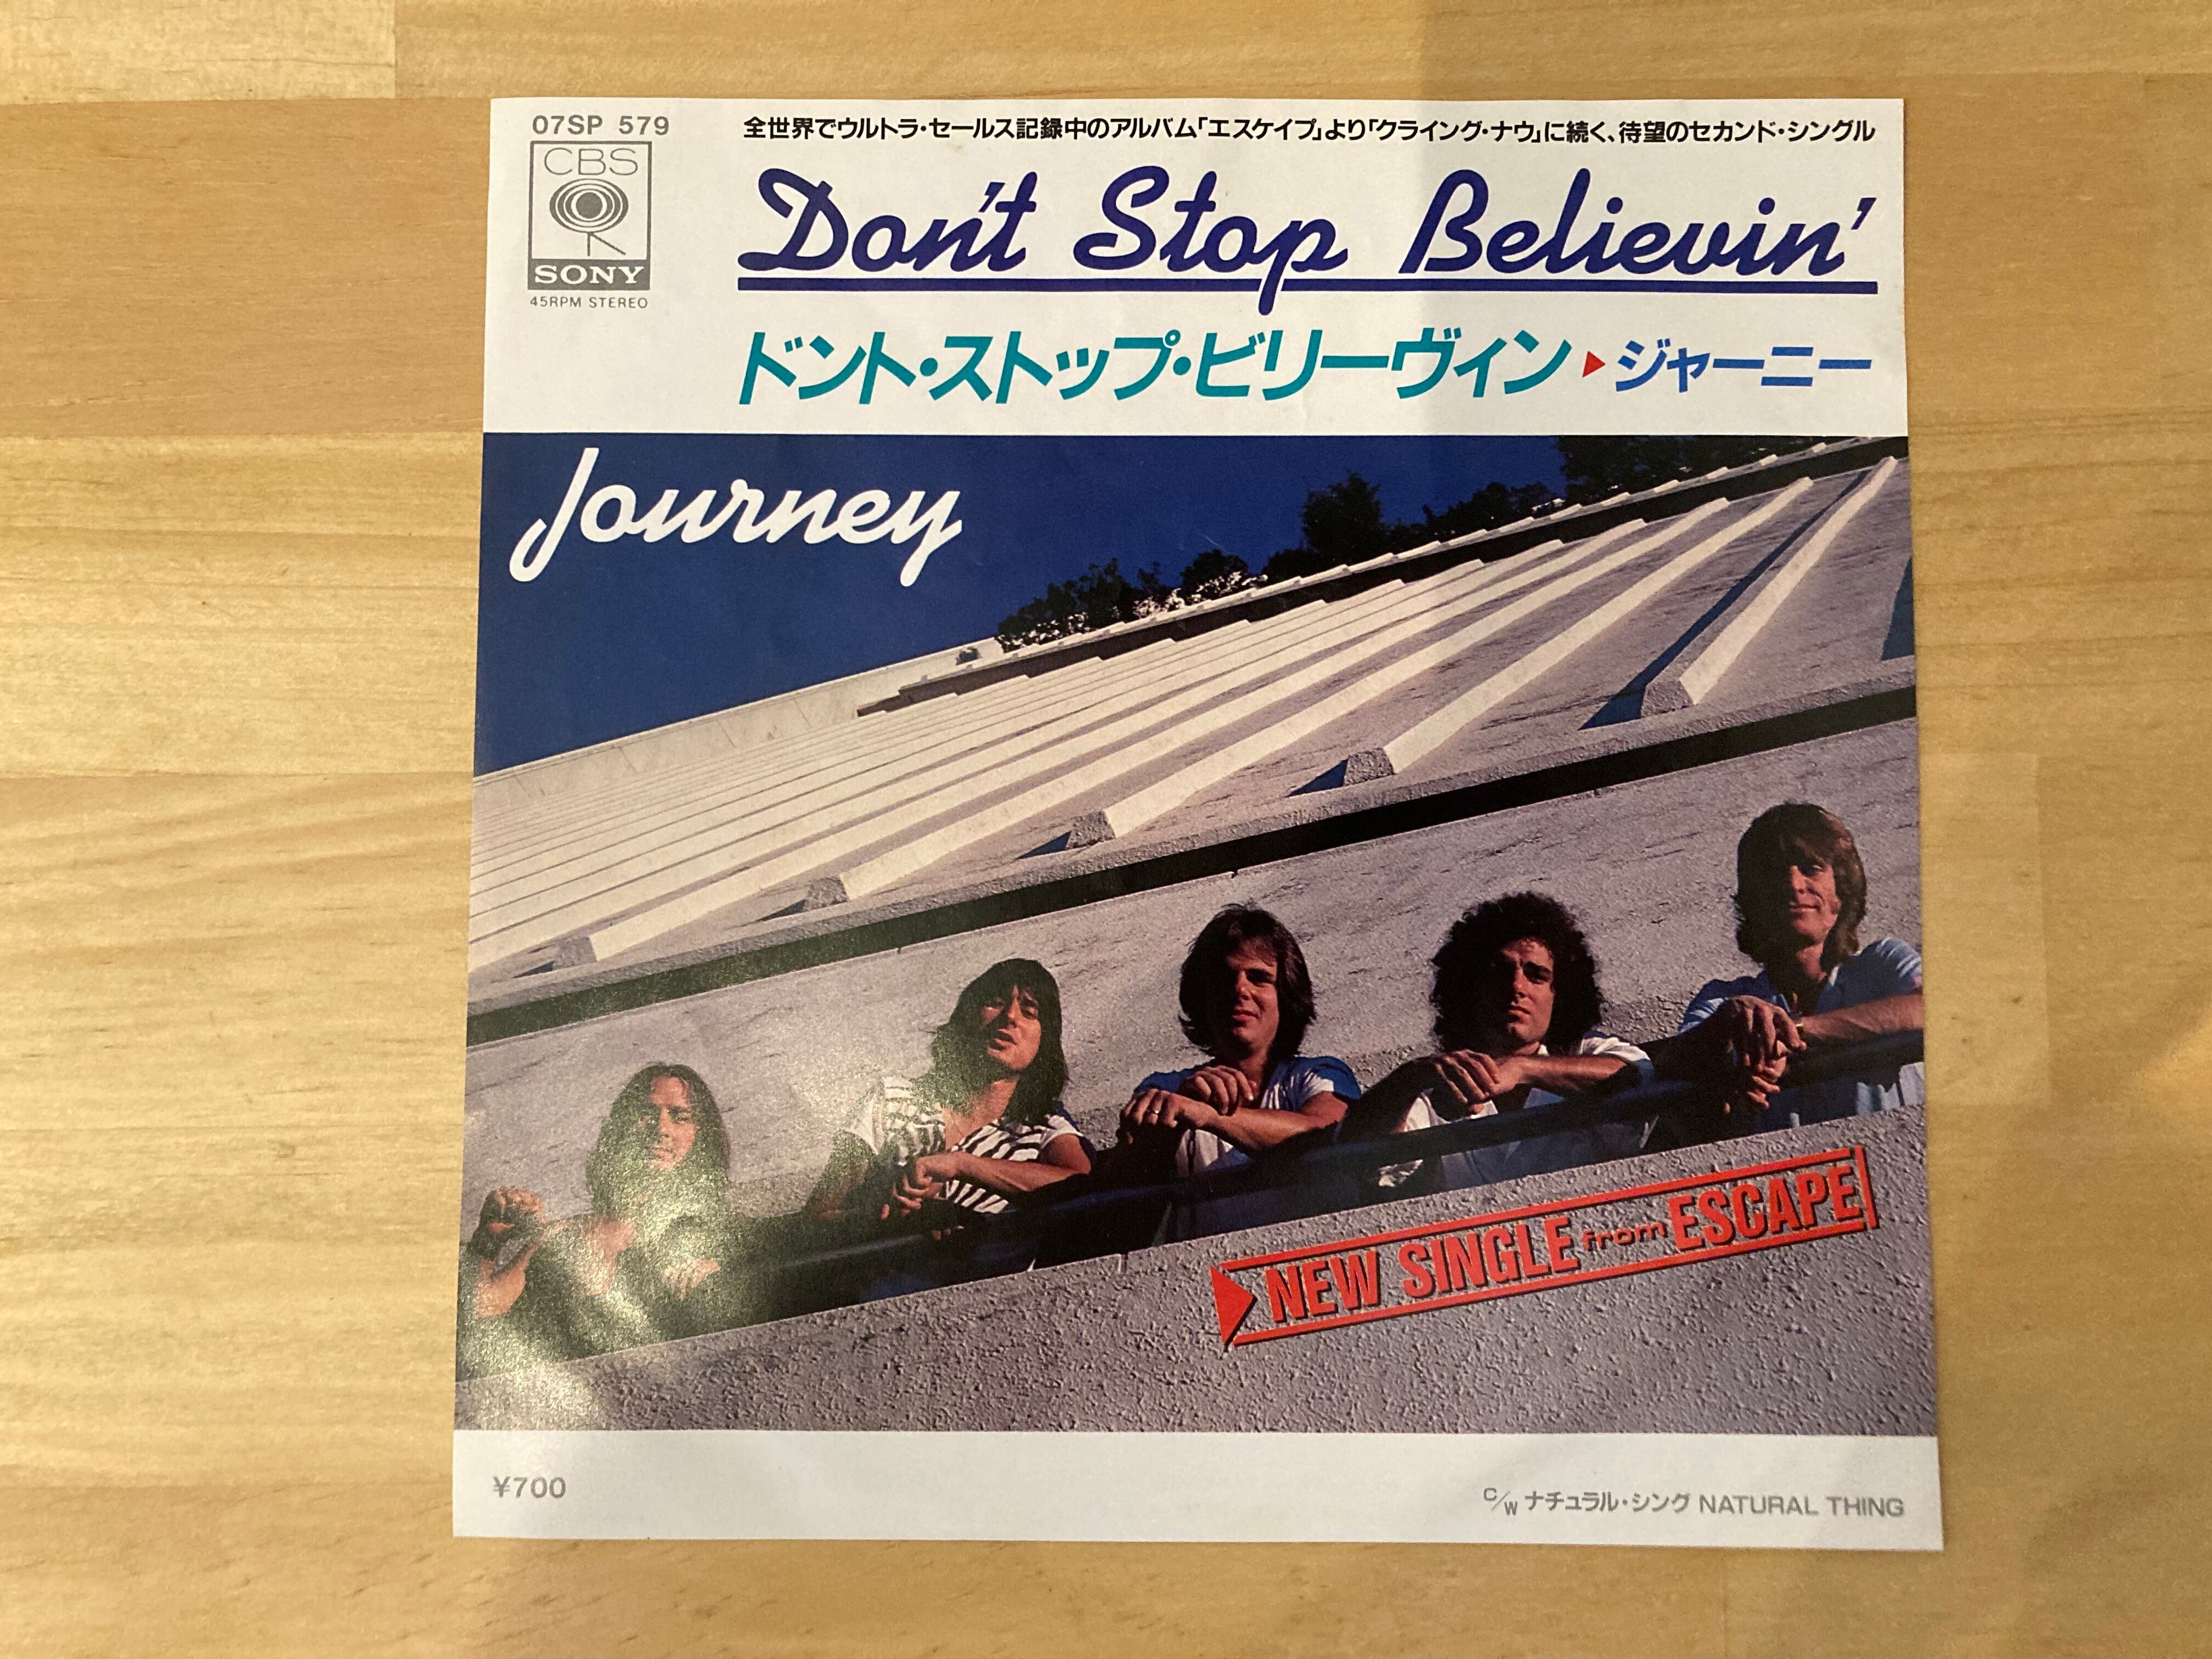 07SP 579
全世界でウルトラ・セールス記録中のアルバム「エスケイプ」より「クライング・ナウ」に続く、待望のセカンド・シングル
CBS
SONY
45RPM STEREO
Don't Stop Believin'
ドント・ストップ・ビリーヴィン▶ジャーニー
Journey
▶NEW SINGLE from ESCAPE
¥700
C/W ナチュラル・シング NATURAL THING